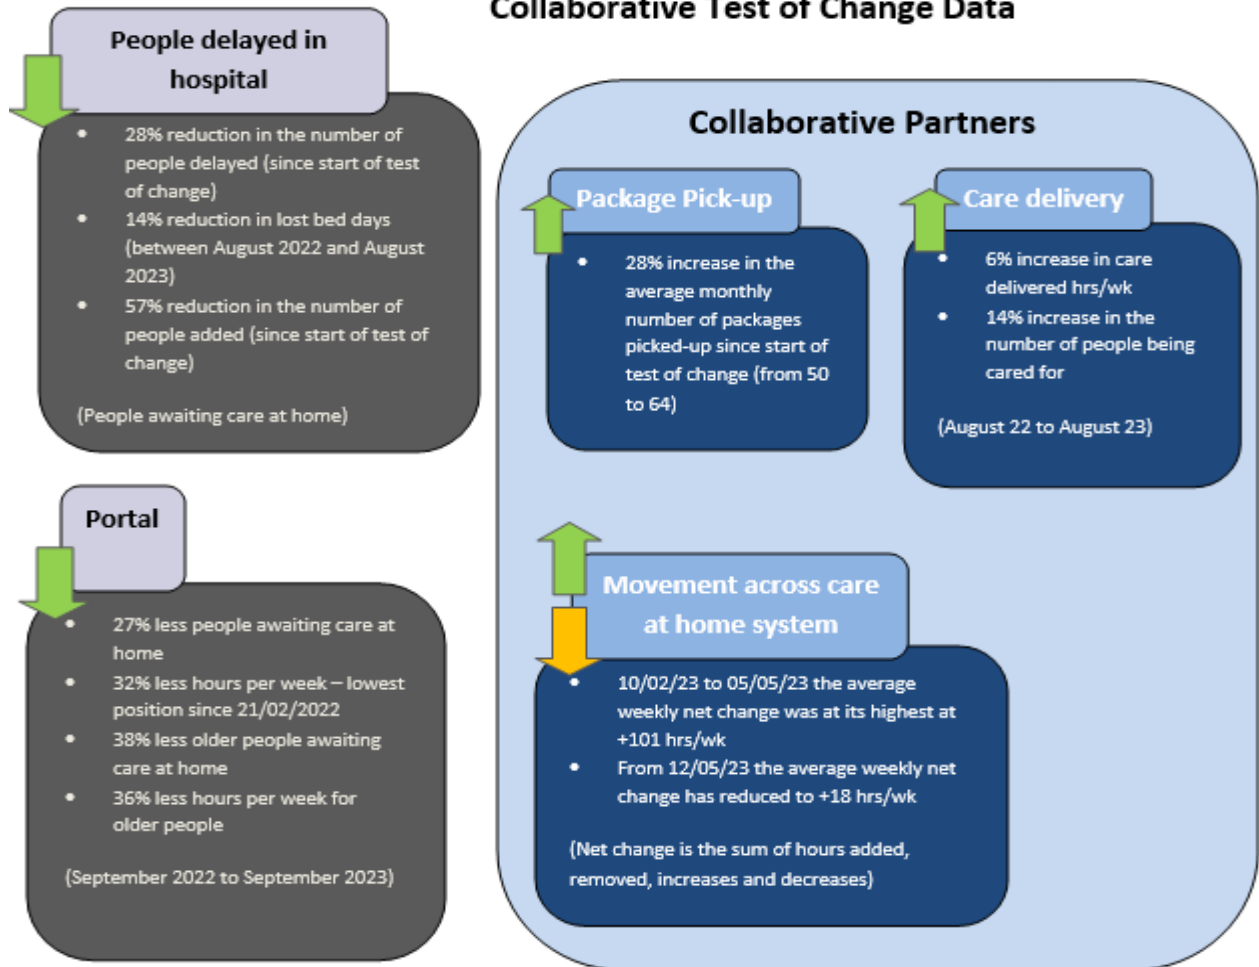 Collaborative Test of Change Data
People delayed in
hospital
• 28% reduction in the number of
people delayed (since start of test
of change)
• 14% reduction in lost bed days
(between August 2022 and August
2023)
• 57% reduction in the number of
people added (since start of test of
change)
(People awaiting care at home)
Portal
• 27% less people awaiting care at
home
• 32% less hours per week – lowest
position since 21/02/2022
• 38% less older people awaiting
care at home
• 36% less hours per week for
older people
(September 2022 to September 2023)
Collaborative Partners
Package Pick-up
• 28% increase in the
average monthly
number of packages
picked-up since start of
test of change (from 50
to 64)
Care delivery
• 6% increase in care
delivered hrs/wk
• 14% increase in the
number of people being
cared for
(August 22 to August 23)
Movement across care
at home system
• 10/02/23 to 05/05/23 the average
weekly net change was at its highest at
+101 hrs/wk
• From 12/05/23 the average weekly net
change has reduced to +18 hrs/wk
(Net change is the sum of hours added,
removed, increases and decreases)